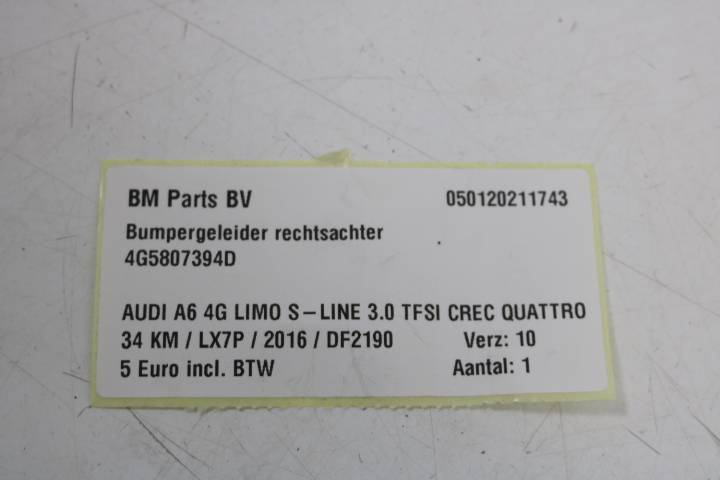 BM Parts BV 050120211743
Bumpergeleider rechtsachter
4G5807394D
AUDI A6 4G LIMO S-LINE 3.0 TFSI CREC QUATTRO
34 KM / LX7P / 2016 / DF2190 Verz: 10
5 Euro incl. BTW Aantal: 1